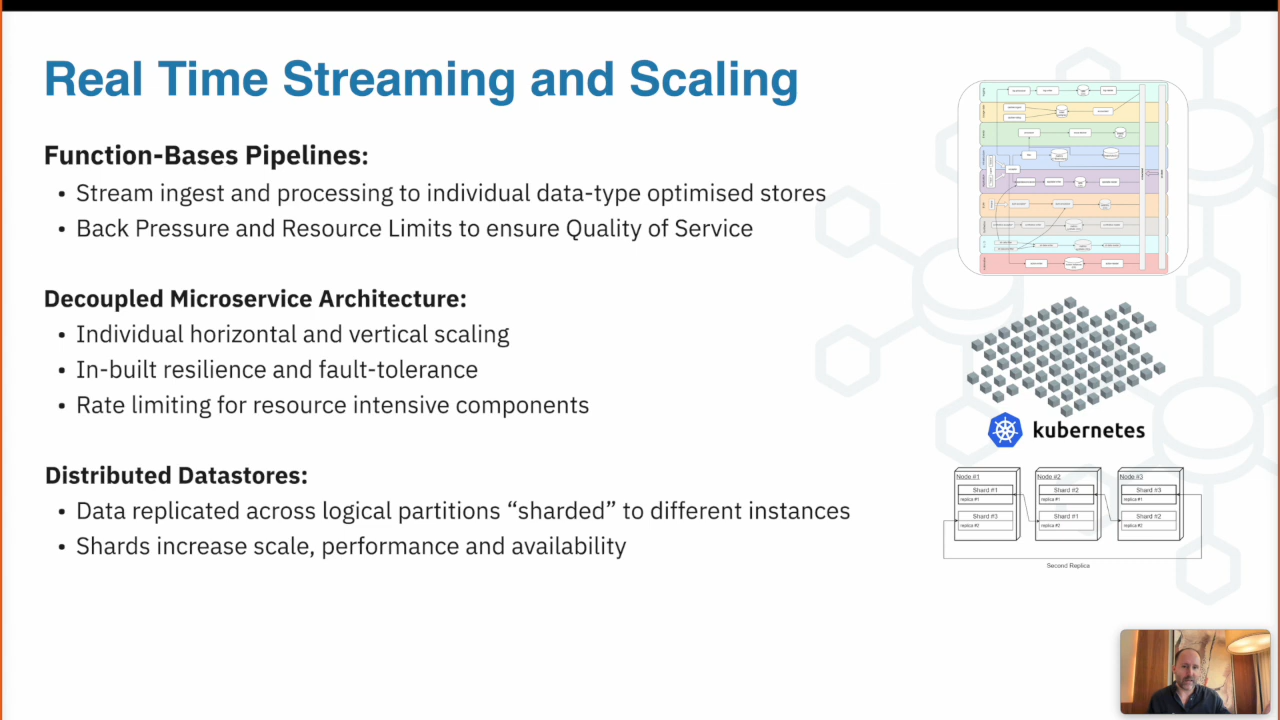 Real Time Streaming and Scaling
Function-Bases Pipelines:
• Stream ingest and processing to individual data-type optimised stores
• Back Pressure and Resource Limits to ensure Quality of Service
Decoupled Microservice Architecture:
• Individual horizontal and vertical scaling
• In-built resilience and fault-tolerance
• Rate limiting for resource intensive components
kubernetes
Distributed Datastores:
• Data replicated across logical partitions “sharded” to different instances
• Shards increase scale, performance and availability
Node #1
Shard #1
replica #1
Shard #3
replica #2
Node #2
Shard #2
replica #1
Shard #1
replica #2
Node #3
Shard #3
replica #1
Shard #2
replica #2
Second Replica